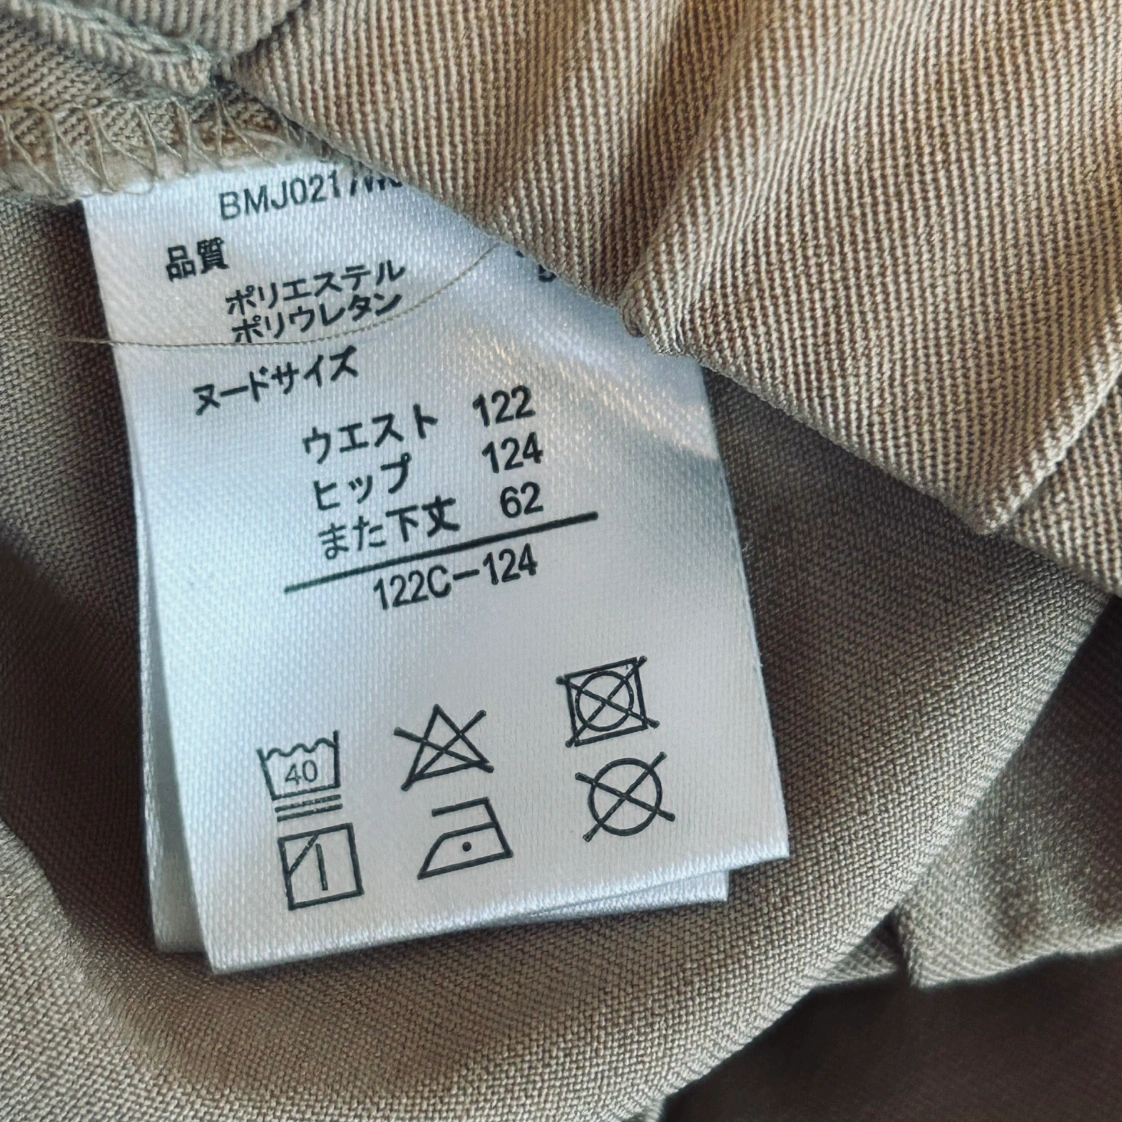 品質
ポリエステル
ポリウレタン
ヌードサイズ
ウエスト 122
ヒップ 124
また下丈 62
122C-124
40